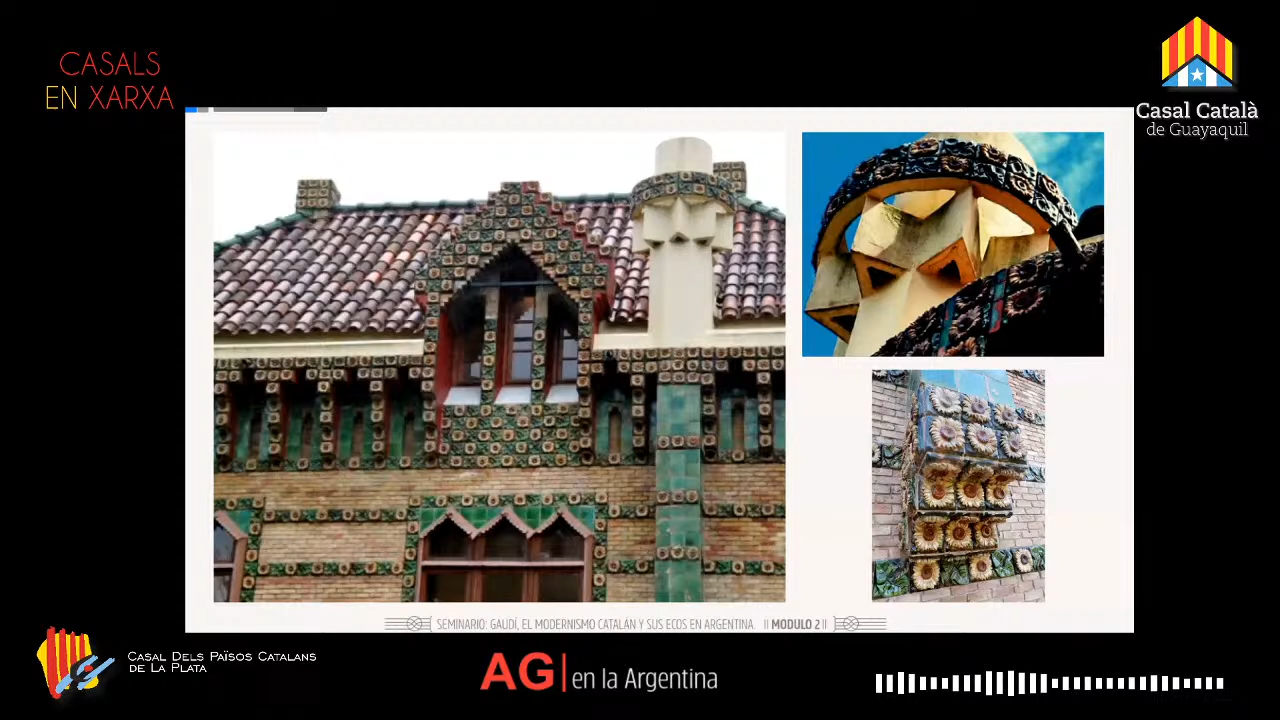 CASALS
EN XARXA
Casal Català
de Guayaquil
SEMINARIO: GAUDÍ, EL MODERNISMO CATALÁN Y SUS ECOS EN ARGENTINA. || MODULO 2 ||
CASAL DELS PAÏSOS CATALANS
DE LA PLATA
AG | en la Argentina